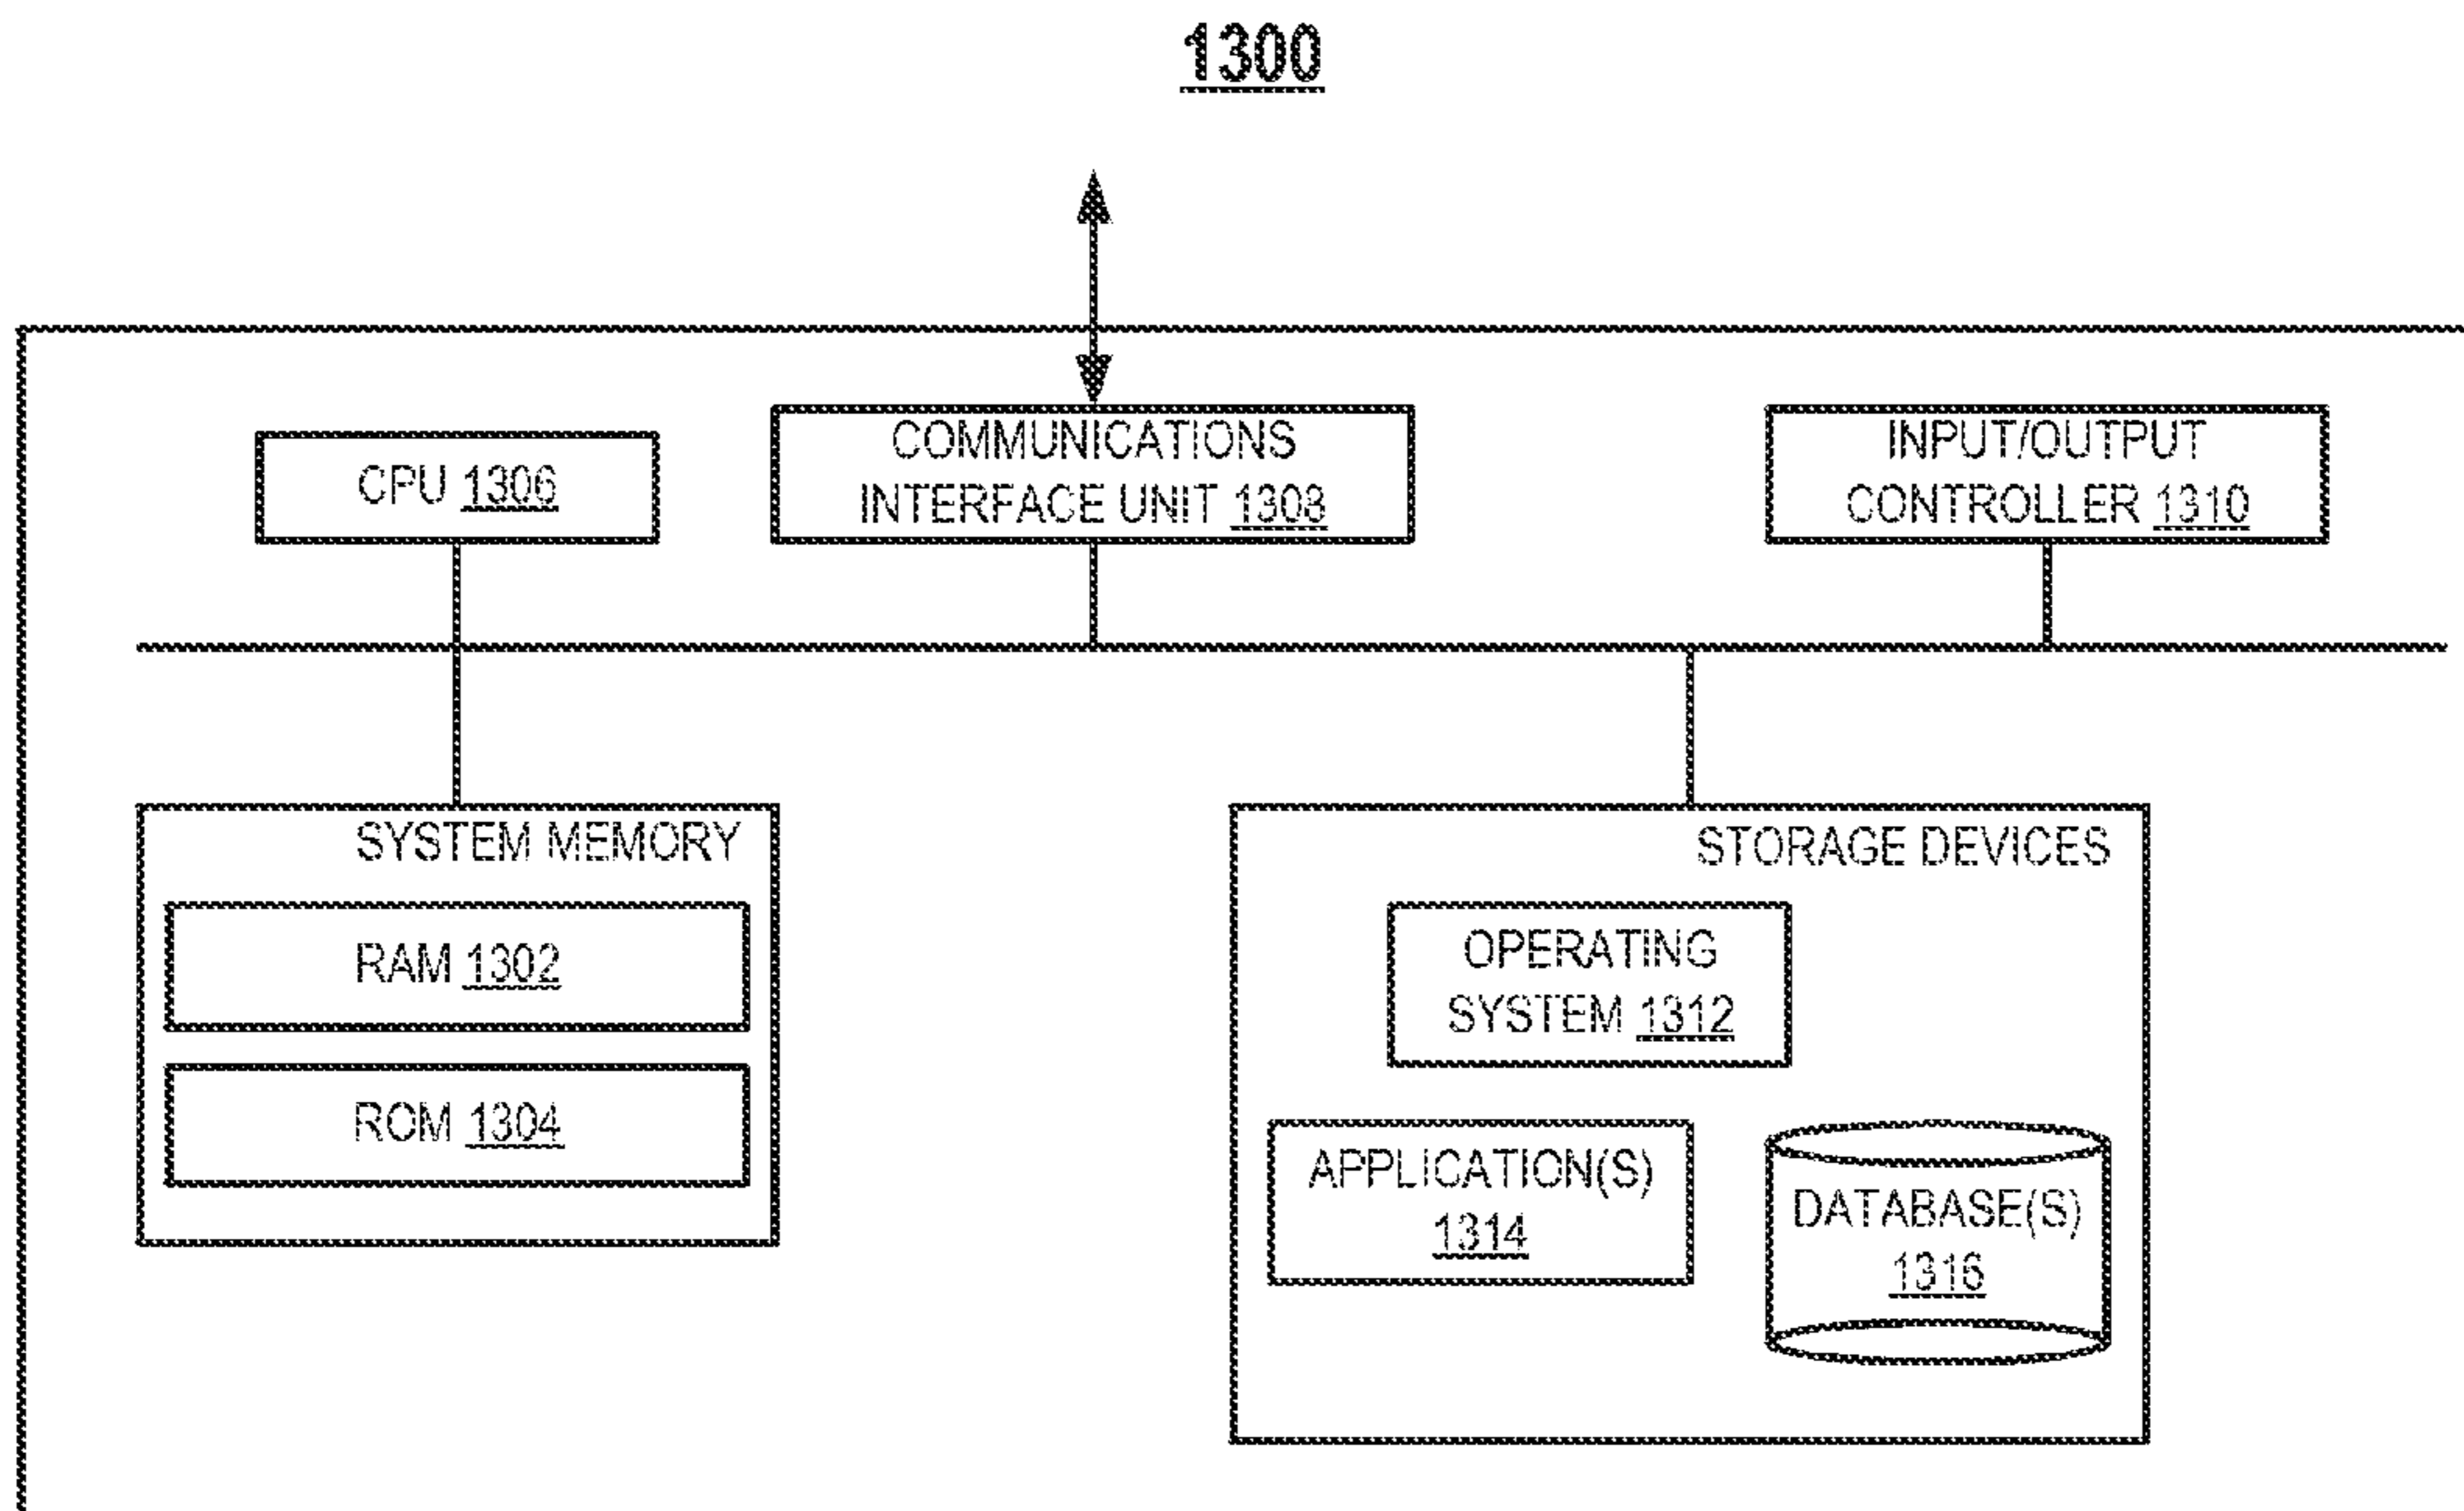 1300
CPU 1306
COMMUNICATIONS
INTERFACE UNIT 1308
INPUT/OUTPUT
CONTROLLER 1310
SYSTEM MEMORY
RAM 1302
ROM 1304
STORAGE DEVICES
OPERATING
SYSTEM 1312
APPLICATION(S)
1314
DATABASE(S)
1316